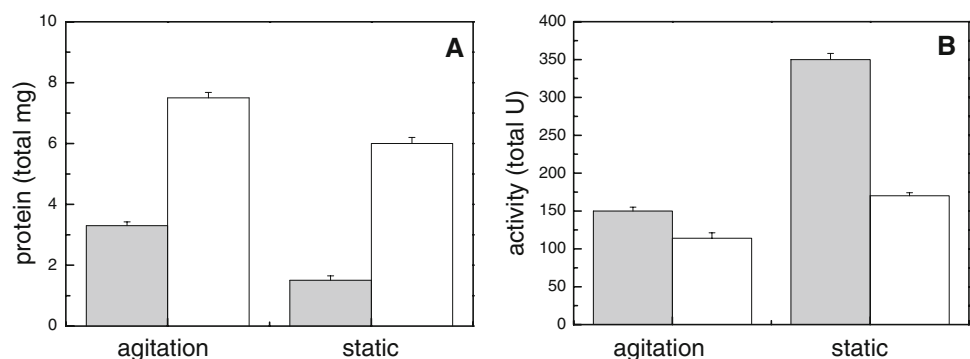 A
protein (total mg)
10
8
6
4
2
0
agitation static
B
activity (total U)
400
350
300
250
200
150
100
50
0
agitation static